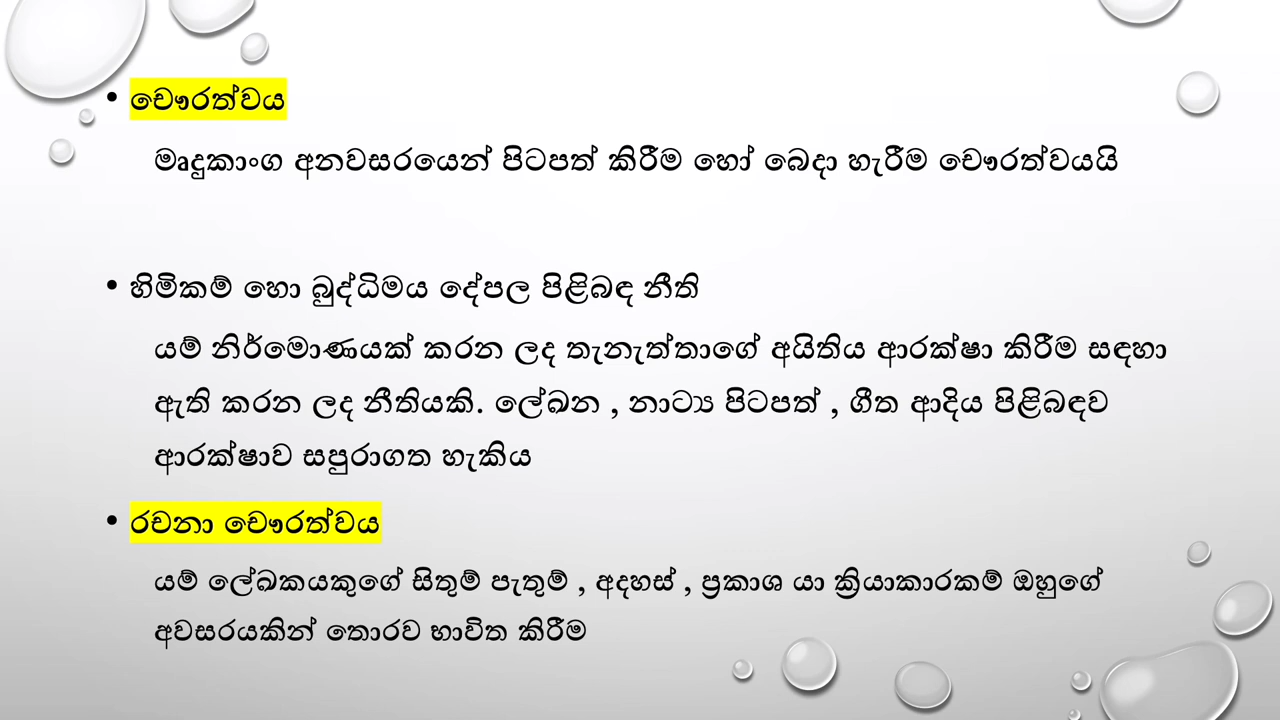 • චෞරත්වය
මෘදුකාංග අනවසරයෙන් පිටපත් කිරීම හෝ බෙදා හැරීම චෞරත්වයයි
• හිමිකම් හො බුද්ධිමය දේපල පිළිබඳ නීති
යම් නිර්මොණයක් කරන ලද තැනැත්තාගේ අයිතිය ආරක්ෂා කිරීම සඳහා
ඇති කරන ලද නීතියකි. ලේඛන , නාට්‍ය පිටපත් , ගීත ආදිය පිළිබඳව
ආරක්ෂාව සපුරාගත හැකිය
• රචනා චෞරත්වය
යම් ලේඛකයකුගේ සිතුම් පැතුම් , අදහස් , ප්‍රකාශ යා ක්‍රියාකාරකම් ඔහුගේ
අවසරයකින් තොරව භාවිත කිරීම